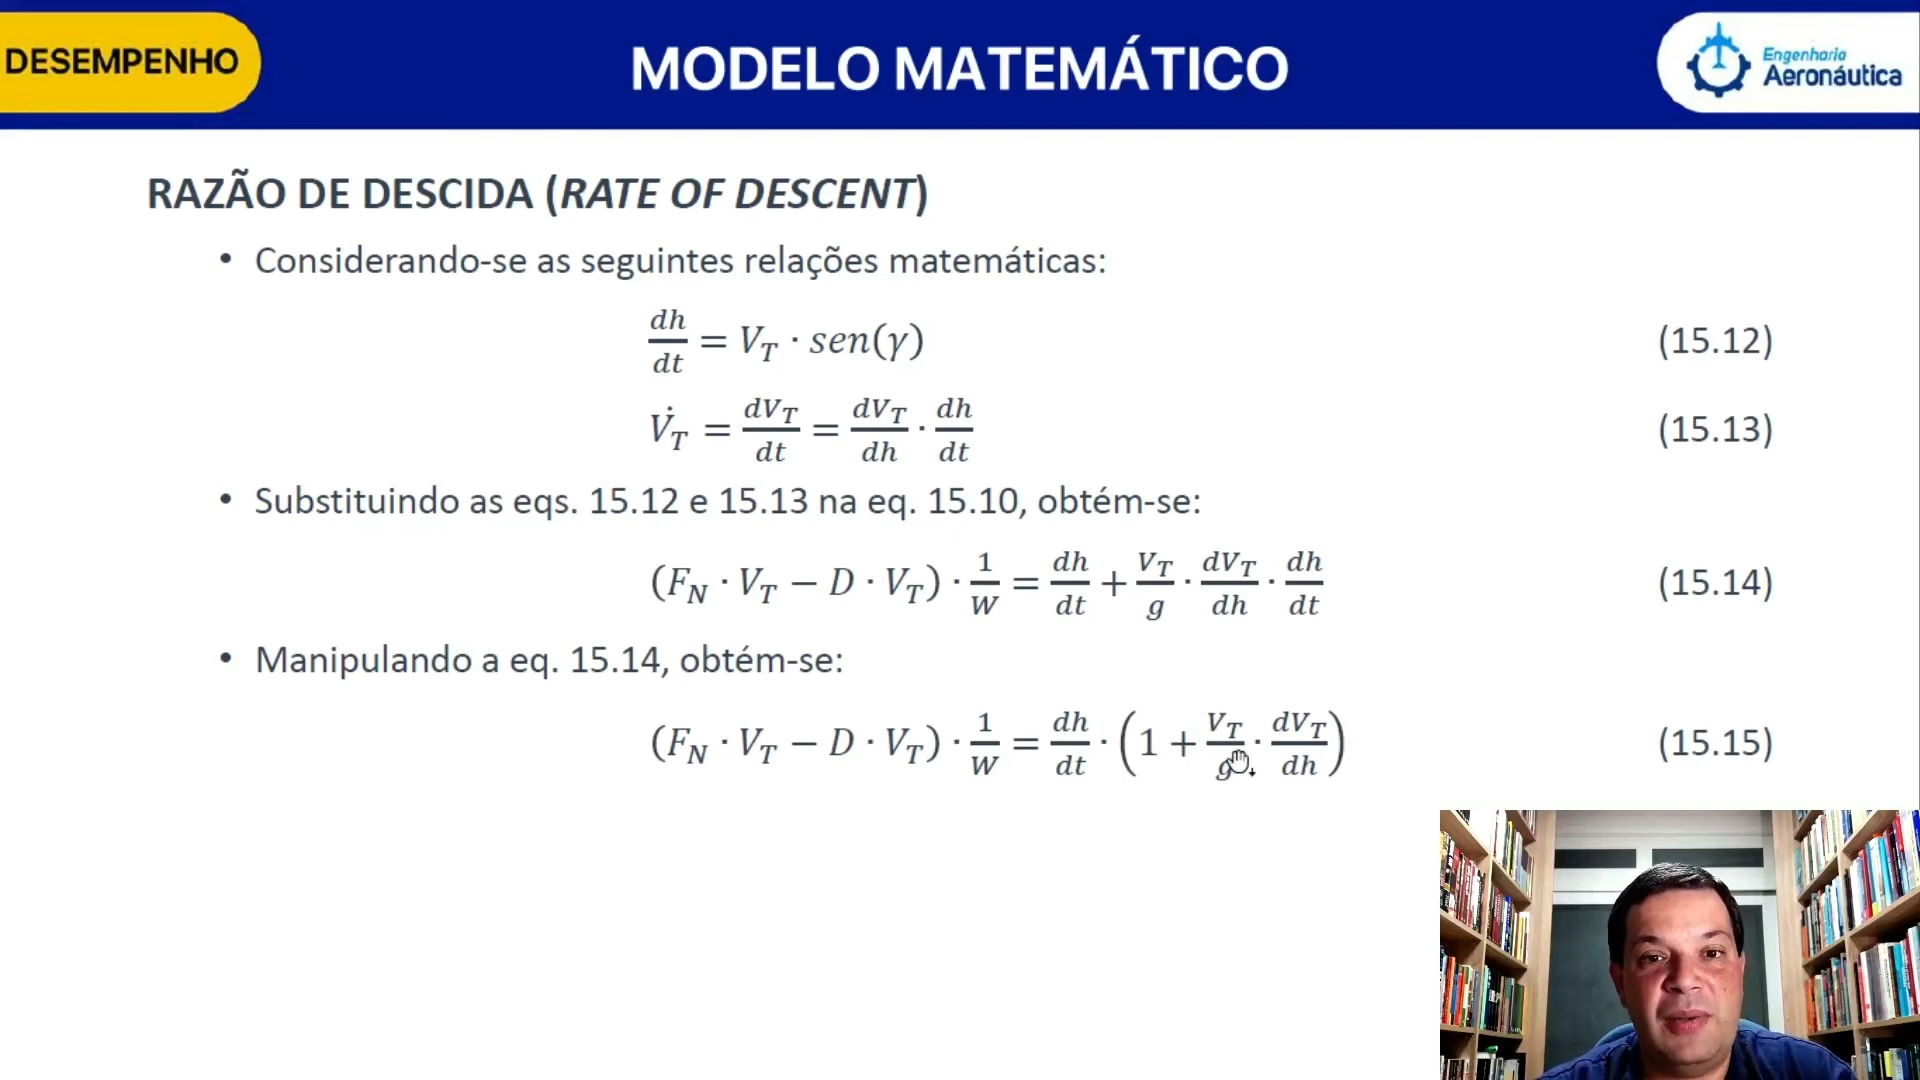 DESEMPENHO
MODELO MATEMÁTICO
Engenharia
Aeronáutica
RAZÃO DE DESCIDA (RATE OF DESCENT)
• Considerando-se as seguintes relações matemáticas:
dh/dt = V_T · sen(γ) (15.12)
V̇_T = dV_T/dt = dV_T/dh · dh/dt (15.13)
• Substituindo as eqs. 15.12 e 15.13 na eq. 15.10, obtém-se:
(F_N · V_T − D · V_T) · 1/W = dh/dt + V_T/g · dV_T/dh · dh/dt (15.14)
• Manipulando a eq. 15.14, obtém-se:
(F_N · V_T − D · V_T) · 1/W = dh/dt · (1 + V_T/g · dV_T/dh) (15.15)